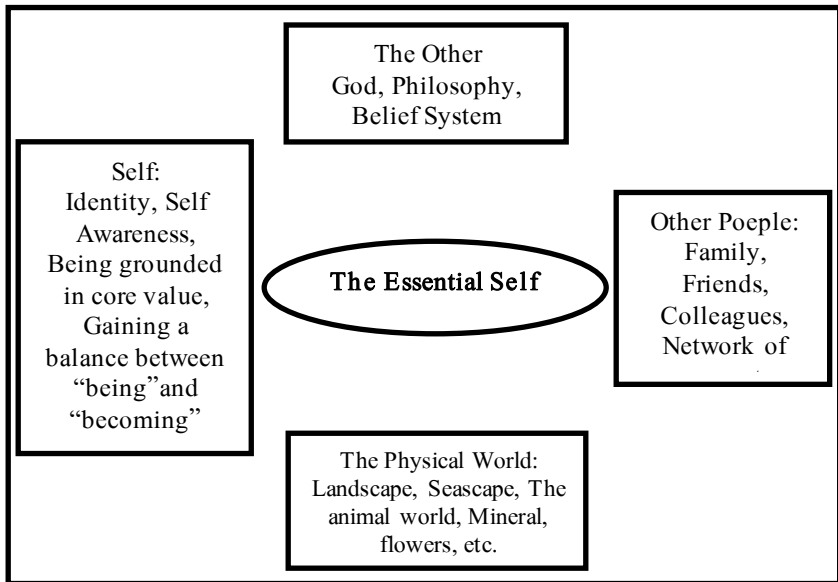 The Other
God, Philosophy,
Belief System
Self:
Identity, Self
Awareness,
Being grounded
in core value,
Gaining a
balance between
“being”and
“becoming”
The Essential Self
Other Poeple:
Family,
Friends,
Colleagues,
Network of
The Physical World:
Landscape, Seascape, The
animal world, Mineral,
flowers, etc.